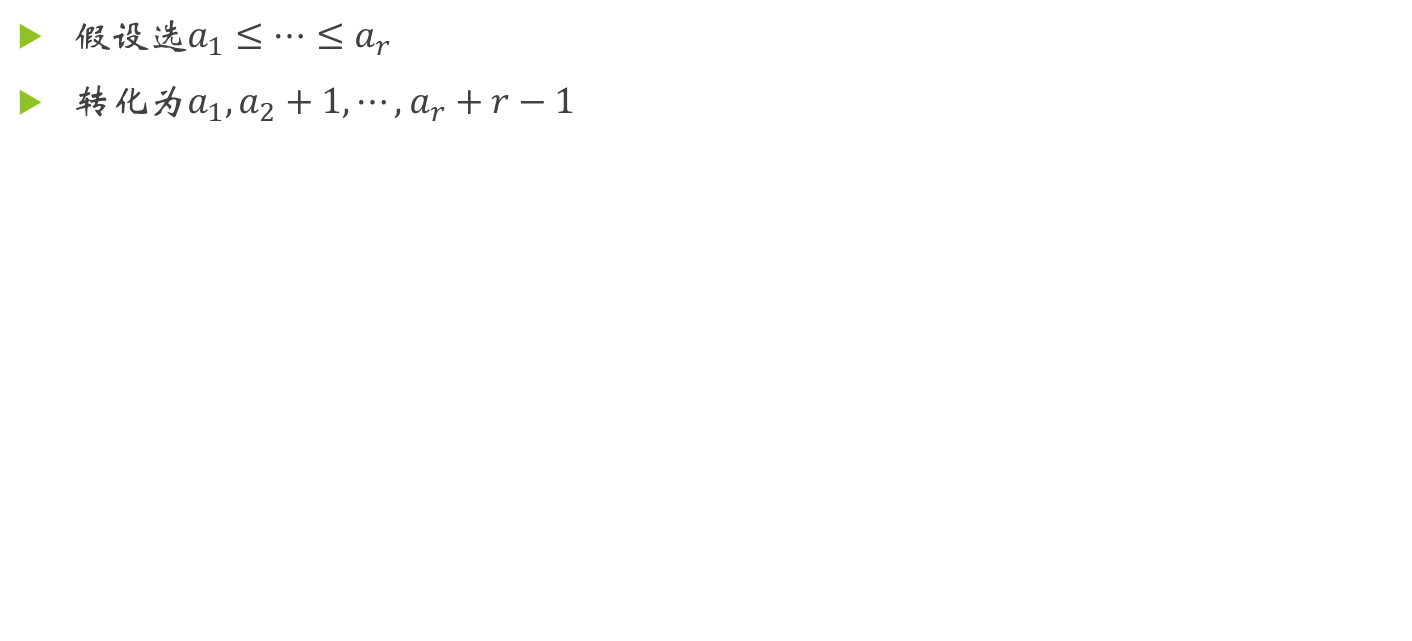 假设选a₁ ≤ ⋯ ≤ aᵣ
转化为a₁, a₂ + 1, ⋯ , aᵣ + r − 1